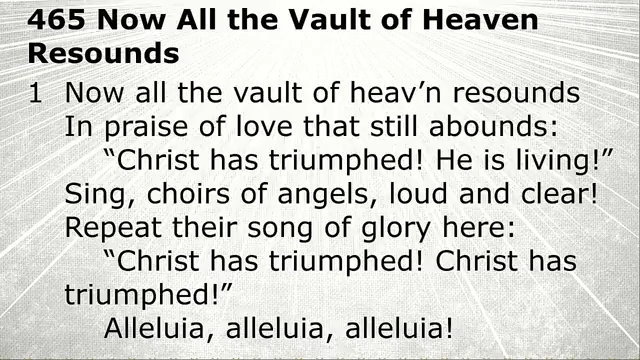 465 Now All the Vault of Heaven
Resounds
1 Now all the vault of heav’n resounds
In praise of love that still abounds:
“Christ has triumphed! He is living!”
Sing, choirs of angels, loud and clear!
Repeat their song of glory here:
“Christ has triumphed! Christ has
triumphed!”
Alleluia, alleluia, alleluia!